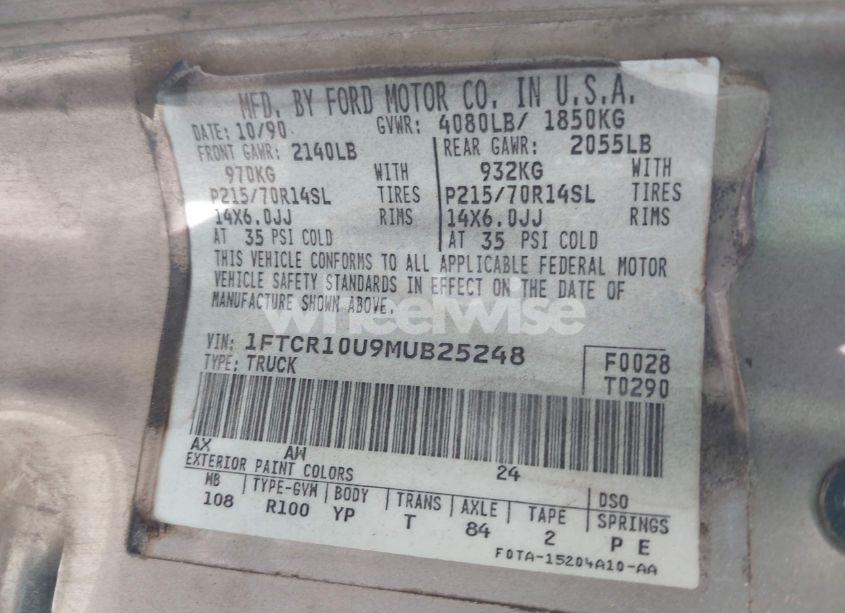 MFD. BY FORD MOTOR CO. IN U.S.A.
DATE: 10/90 GVWR: 4080LB/ 1850KG
FRONT GAWR: 2140LB REAR GAWR: 2055LB
970KG WITH 932KG WITH
P215/70R14SL TIRES P215/70R14SL TIRES
14X6.0JJ RIMS 14X6.0JJ RIMS
AT 35 PSI COLD AT 35 PSI COLD
THIS VEHICLE CONFORMS TO ALL APPLICABLE FEDERAL MOTOR
VEHICLE SAFETY STANDARDS IN EFFECT ON THE DATE OF
MANUFACTURE SHOWN ABOVE.
wheelwise
VIN: 1FTCR10U9MUB25248 F0028
TYPE: TRUCK T0290
AX AW 24
EXTERIOR PAINT COLORS DSO
WB TYPE-GVW BODY TRANS AXLE TAPE SPRINGS
108 R100 YP T 84 2 P E
F0TA-15204A10-AA